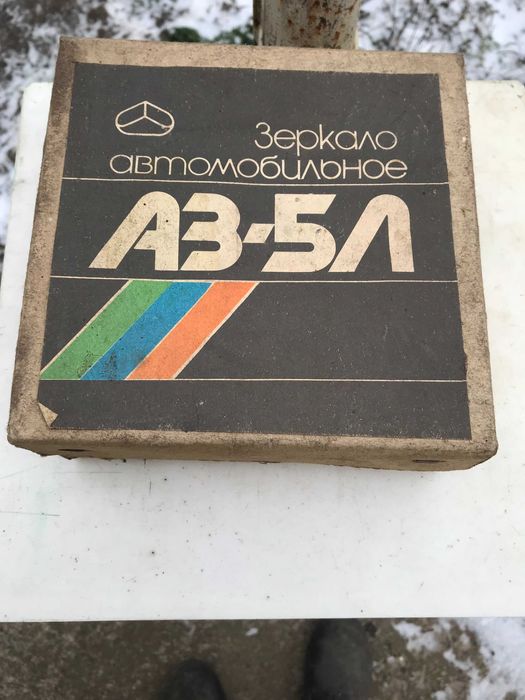 Зеркало
автомобильное
АЗ-5Л